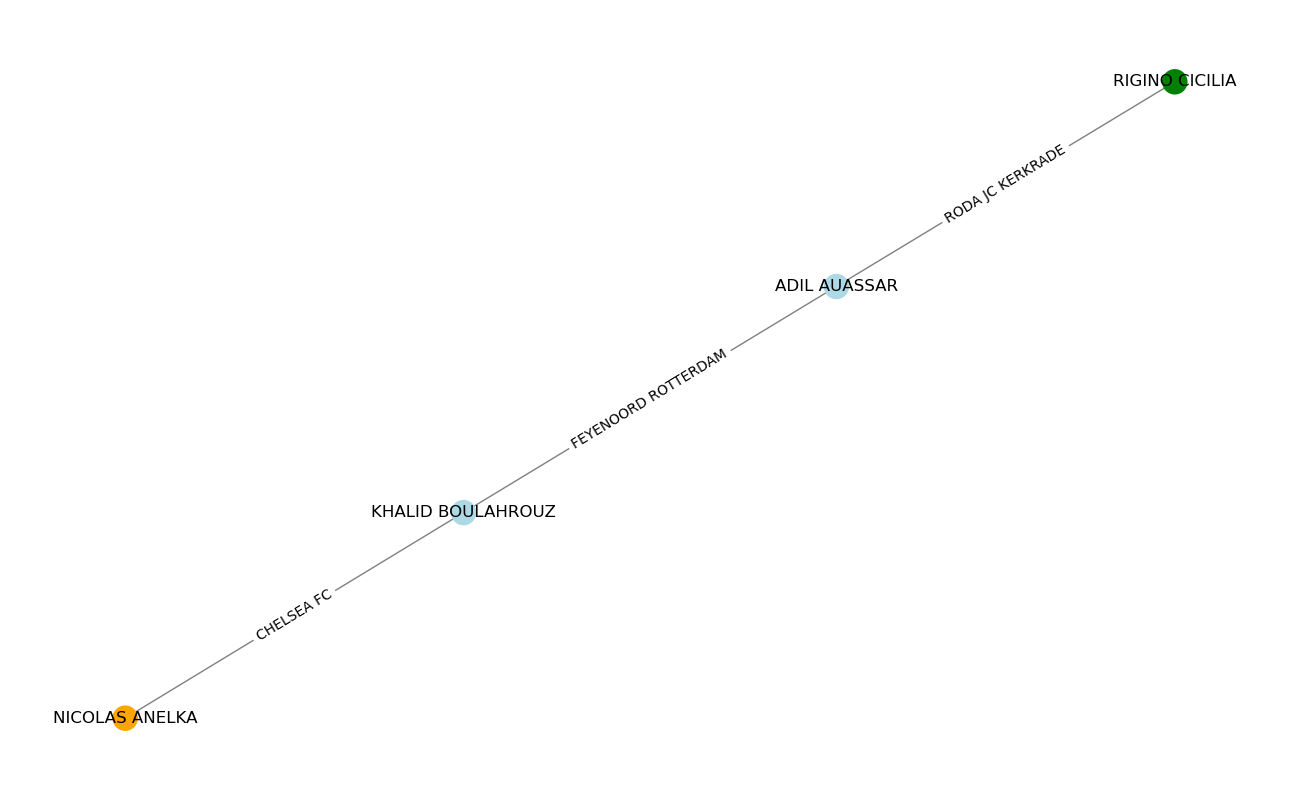 RIGINO CICILIA
RODA JC KERKRADE
ADIL AUASSAR
FEYENOORD ROTTERDAM
KHALID BOULAHROUZ
CHELSEA FC
NICOLAS ANELKA